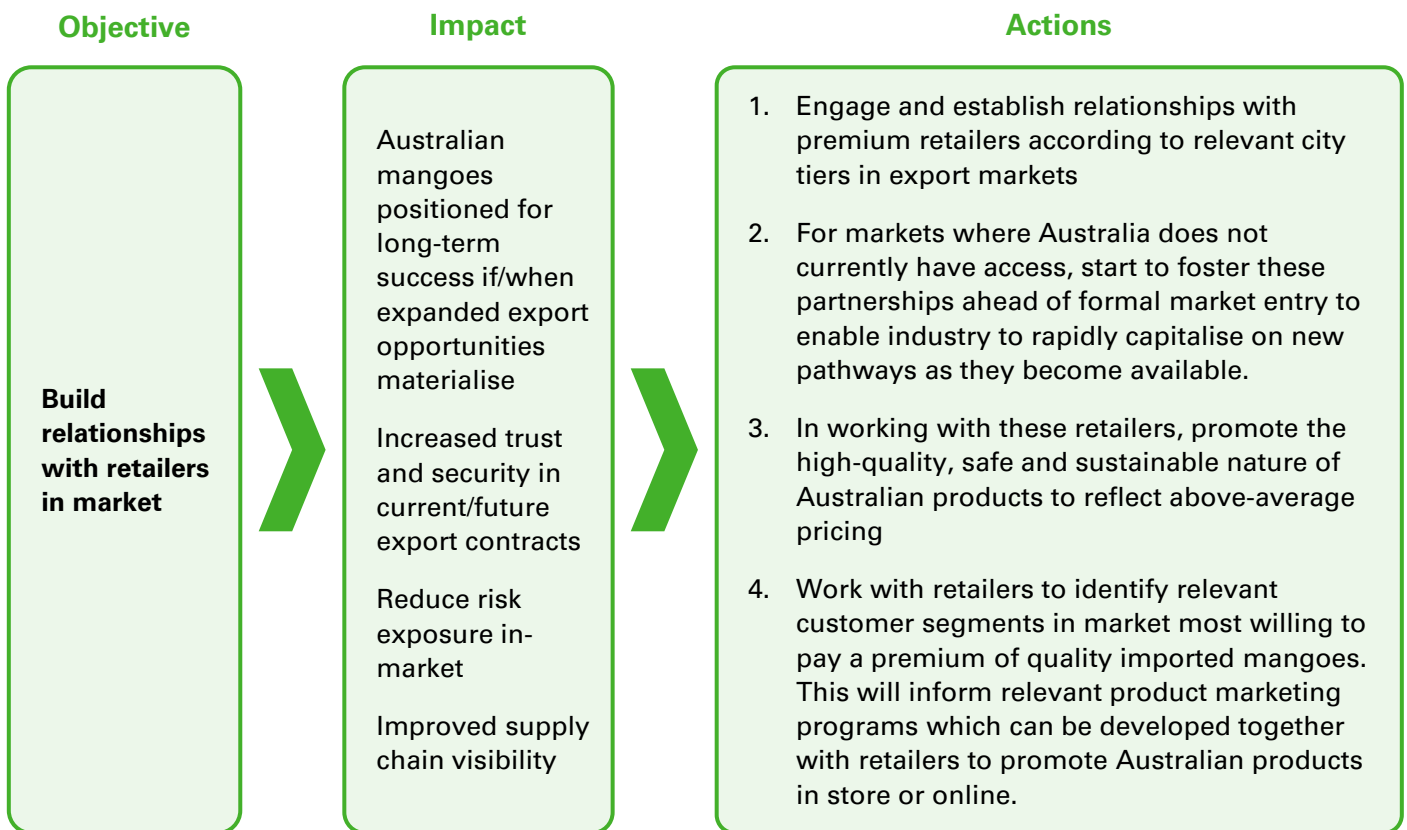 Objective
Impact
Actions
Build
relationships
with retailers
in market
Australian
mangoes
positioned for
long-term
success if/when
expanded export
opportunities
materialise
Increased trust
and security in
current/future
export contracts
Reduce risk
exposure in-
market
Improved supply
chain visibility
1. Engage and establish relationships with
premium retailers according to relevant city
tiers in export markets
2. For markets where Australia does not
currently have access, start to foster these
partnerships ahead of formal market entry to
enable industry to rapidly capitalise on new
pathways as they become available.
3. In working with these retailers, promote the
high-quality, safe and sustainable nature of
Australian products to reflect above-average
pricing
4. Work with retailers to identify relevant
customer segments in market most willing to
pay a premium of quality imported mangoes.
This will inform relevant product marketing
programs which can be developed together
with retailers to promote Australian products
in store or online.